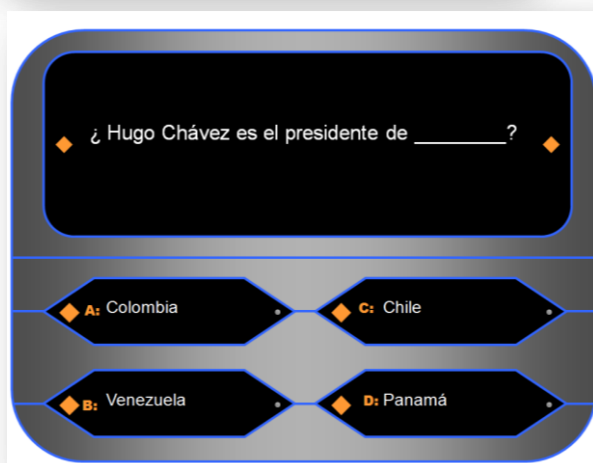 ¿ Hugo Chávez es el presidente de ________?
A: Colombia
C: Chile
B: Venezuela
D: Panamá